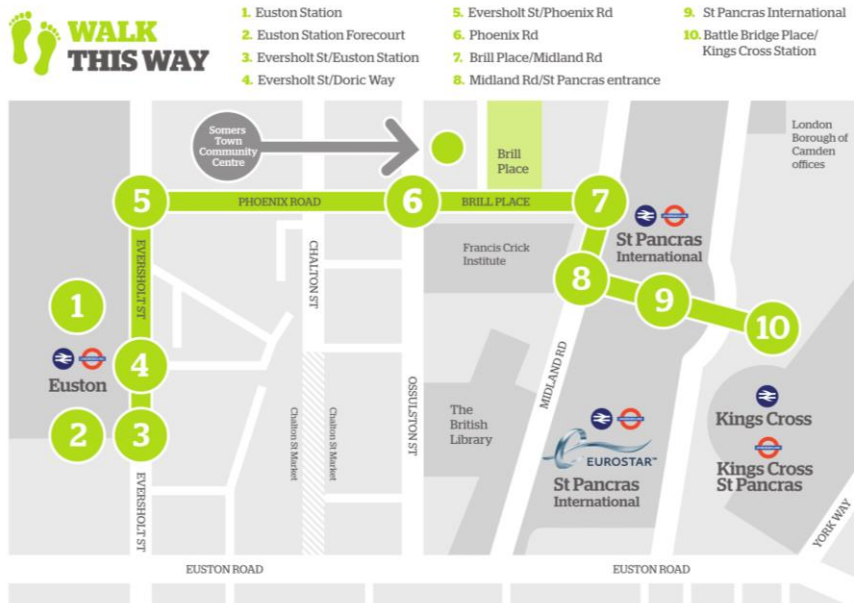 WALK
THIS WAY
1. Euston Station
2. Euston Station Forecourt
3. Eversholt St/Euston Station
4. Eversholt St/Doric Way
5. Eversholt St/Phoenix Rd
6. Phoenix Rd
7. Brill Place/Midland Rd
8. Midland Rd/St Pancras entrance
9. St Pancras International
10. Battle Bridge Place/
Kings Cross Station
Somers
Town
Community
Centre
Brill
Place
London
Borough of
Camden
offices
5
PHOENIX ROAD
6
BRILL PLACE
7
St Pancras
International
EVERSHOLT ST
CHALTON ST
Francis Crick
Institute
8
9
10
1
Euston
4
2
3
EVERSHOLT ST
Chalton St Market
Chalton St Market
OSSULSTON ST
The
British
Library
MIDLAND RD
EUROSTAR™
St Pancras
International
Kings Cross
Kings Cross
St Pancras
YORK WAY
EUSTON ROAD
EUSTON ROAD